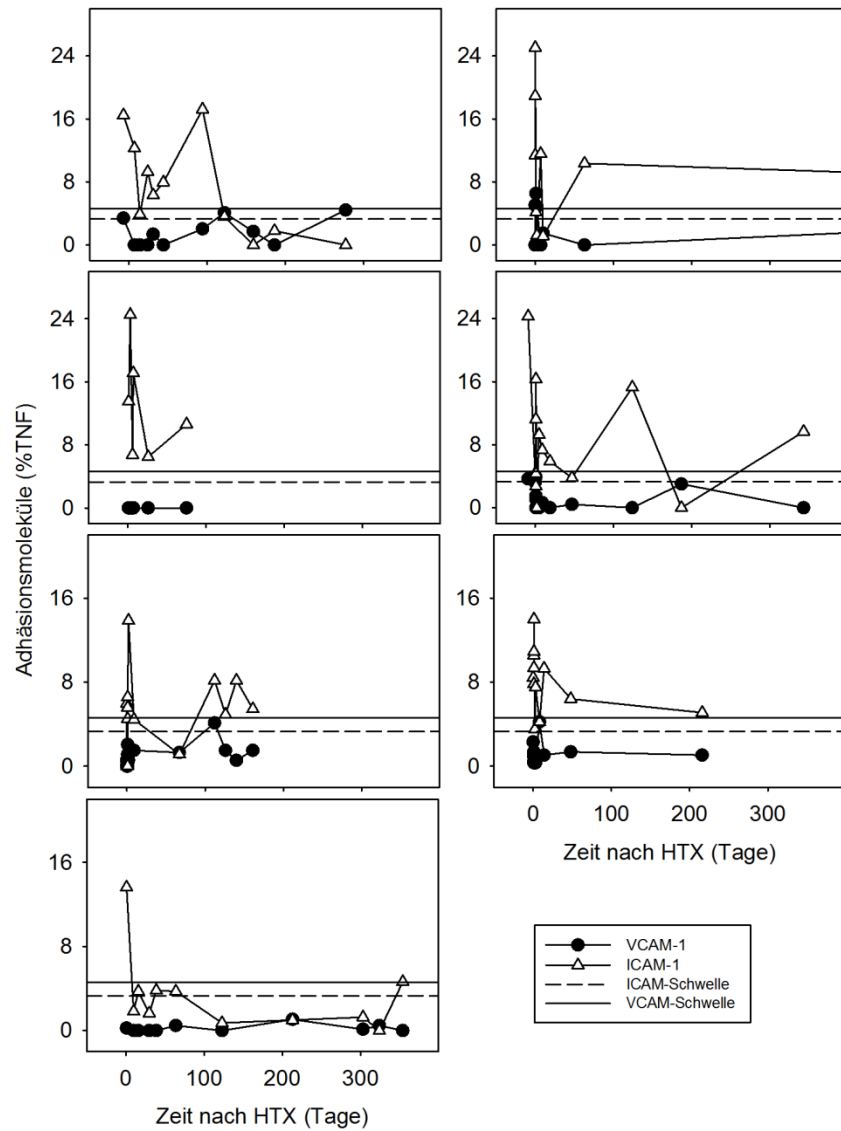 24
16
8
0
24
16
8
0
Adhäsionsmoleküle (%TNF)
24
16
8
0
24
16
8
0
16
8
0
16
8
0
0 100 200 300
Zeit nach HTX (Tage)
16
8
0
0 100 200 300
Zeit nach HTX (Tage)
VCAM-1
ICAM-1
ICAM-Schwelle
VCAM-Schwelle